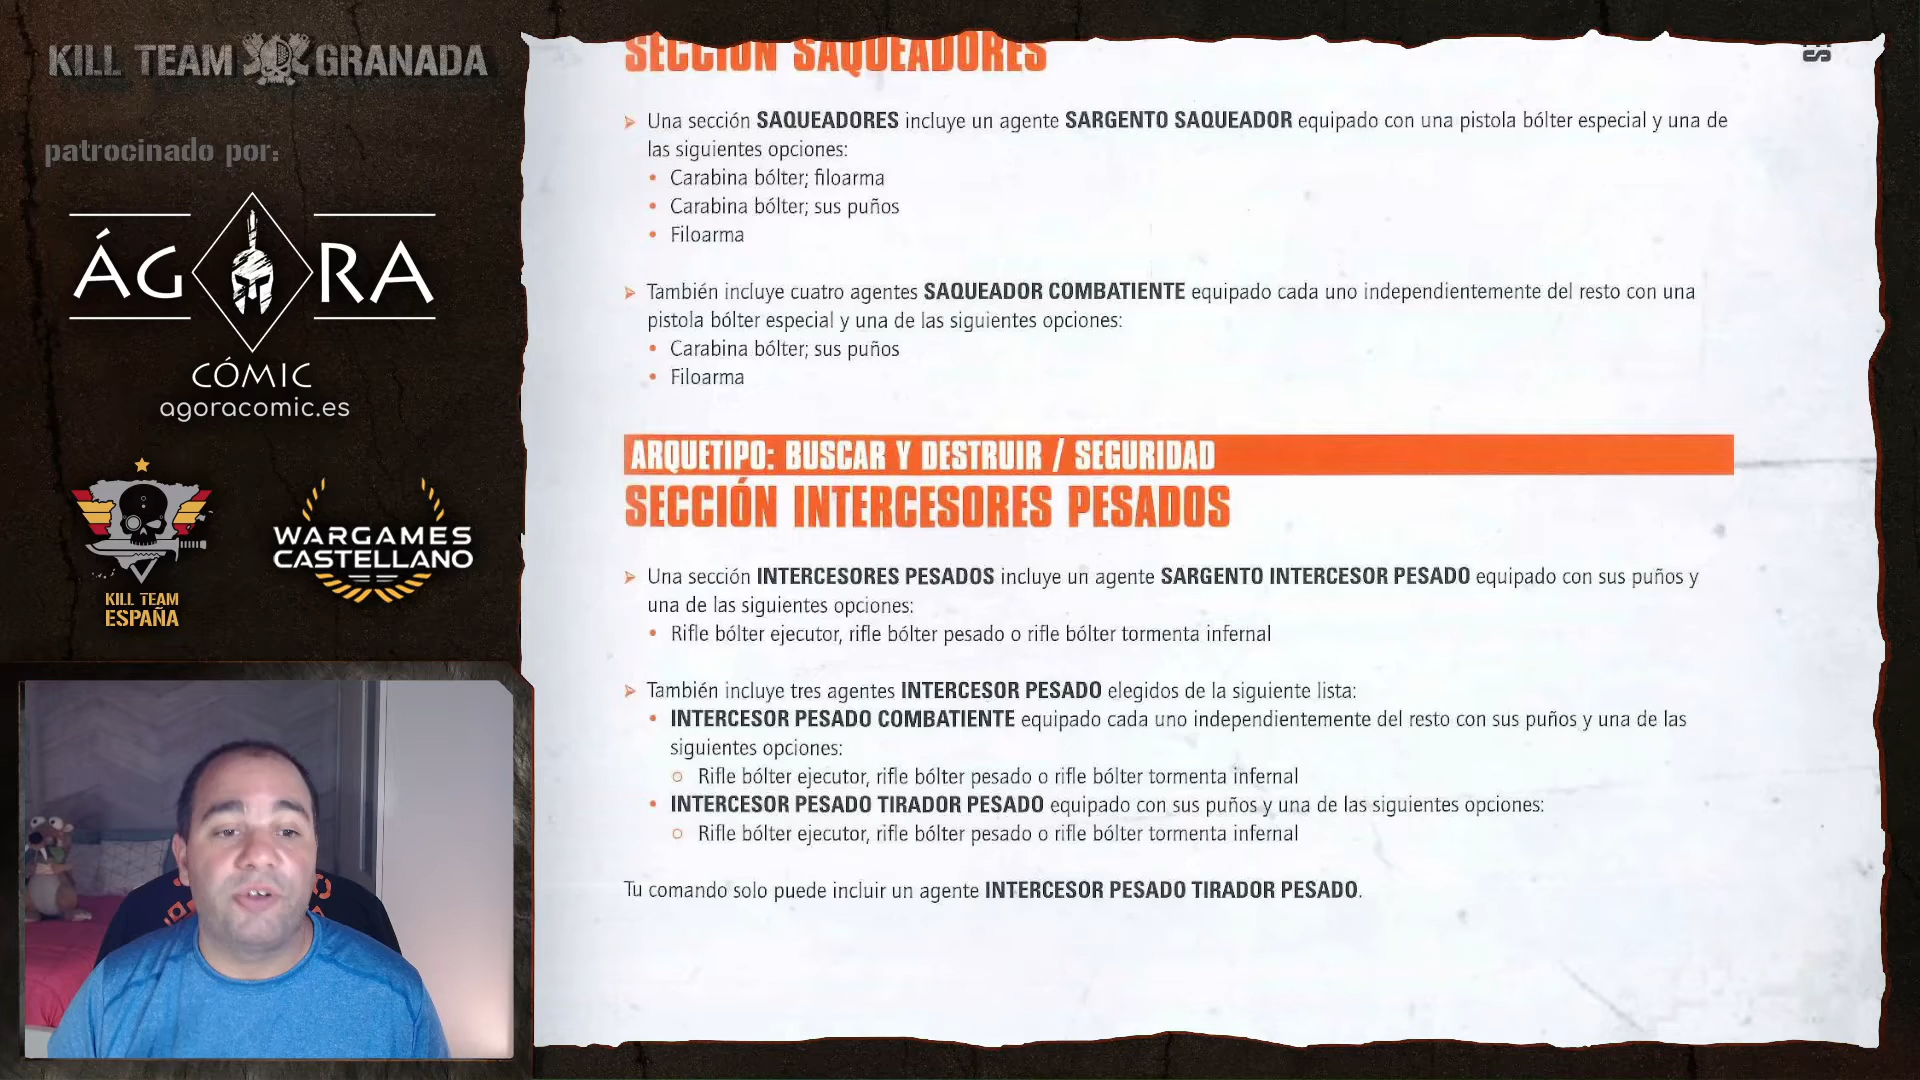 KILL TEAM GRANADA
patrocinado por:
ÁGORA
CÓMIC
agoracomic.es
KILL TEAM
ESPAÑA
WARGAMES
CASTELLANO
SECCIÓN SAQUEADORES
Una sección SAQUEADORES incluye un agente SARGENTO SAQUEADOR equipado con una pistola bólter especial y una de
las siguientes opciones:
• Carabina bólter; filoarma
• Carabina bólter; sus puños
• Filoarma
También incluye cuatro agentes SAQUEADOR COMBATIENTE equipado cada uno independientemente del resto con una
pistola bólter especial y una de las siguientes opciones:
• Carabina bólter; sus puños
• Filoarma
ARQUETIPO: BUSCAR Y DESTRUIR / SEGURIDAD
SECCIÓN INTERCESORES PESADOS
Una sección INTERCESORES PESADOS incluye un agente SARGENTO INTERCESOR PESADO equipado con sus puños y
una de las siguientes opciones:
• Rifle bólter ejecutor, rifle bólter pesado o rifle bólter tormenta infernal
También incluye tres agentes INTERCESOR PESADO elegidos de la siguiente lista:
• INTERCESOR PESADO COMBATIENTE equipado cada uno independientemente del resto con sus puños y una de las
siguientes opciones:
○ Rifle bólter ejecutor, rifle bólter pesado o rifle bólter tormenta infernal
• INTERCESOR PESADO TIRADOR PESADO equipado con sus puños y una de las siguientes opciones:
○ Rifle bólter ejecutor, rifle bólter pesado o rifle bólter tormenta infernal
Tu comando solo puede incluir un agente INTERCESOR PESADO TIRADOR PESADO.